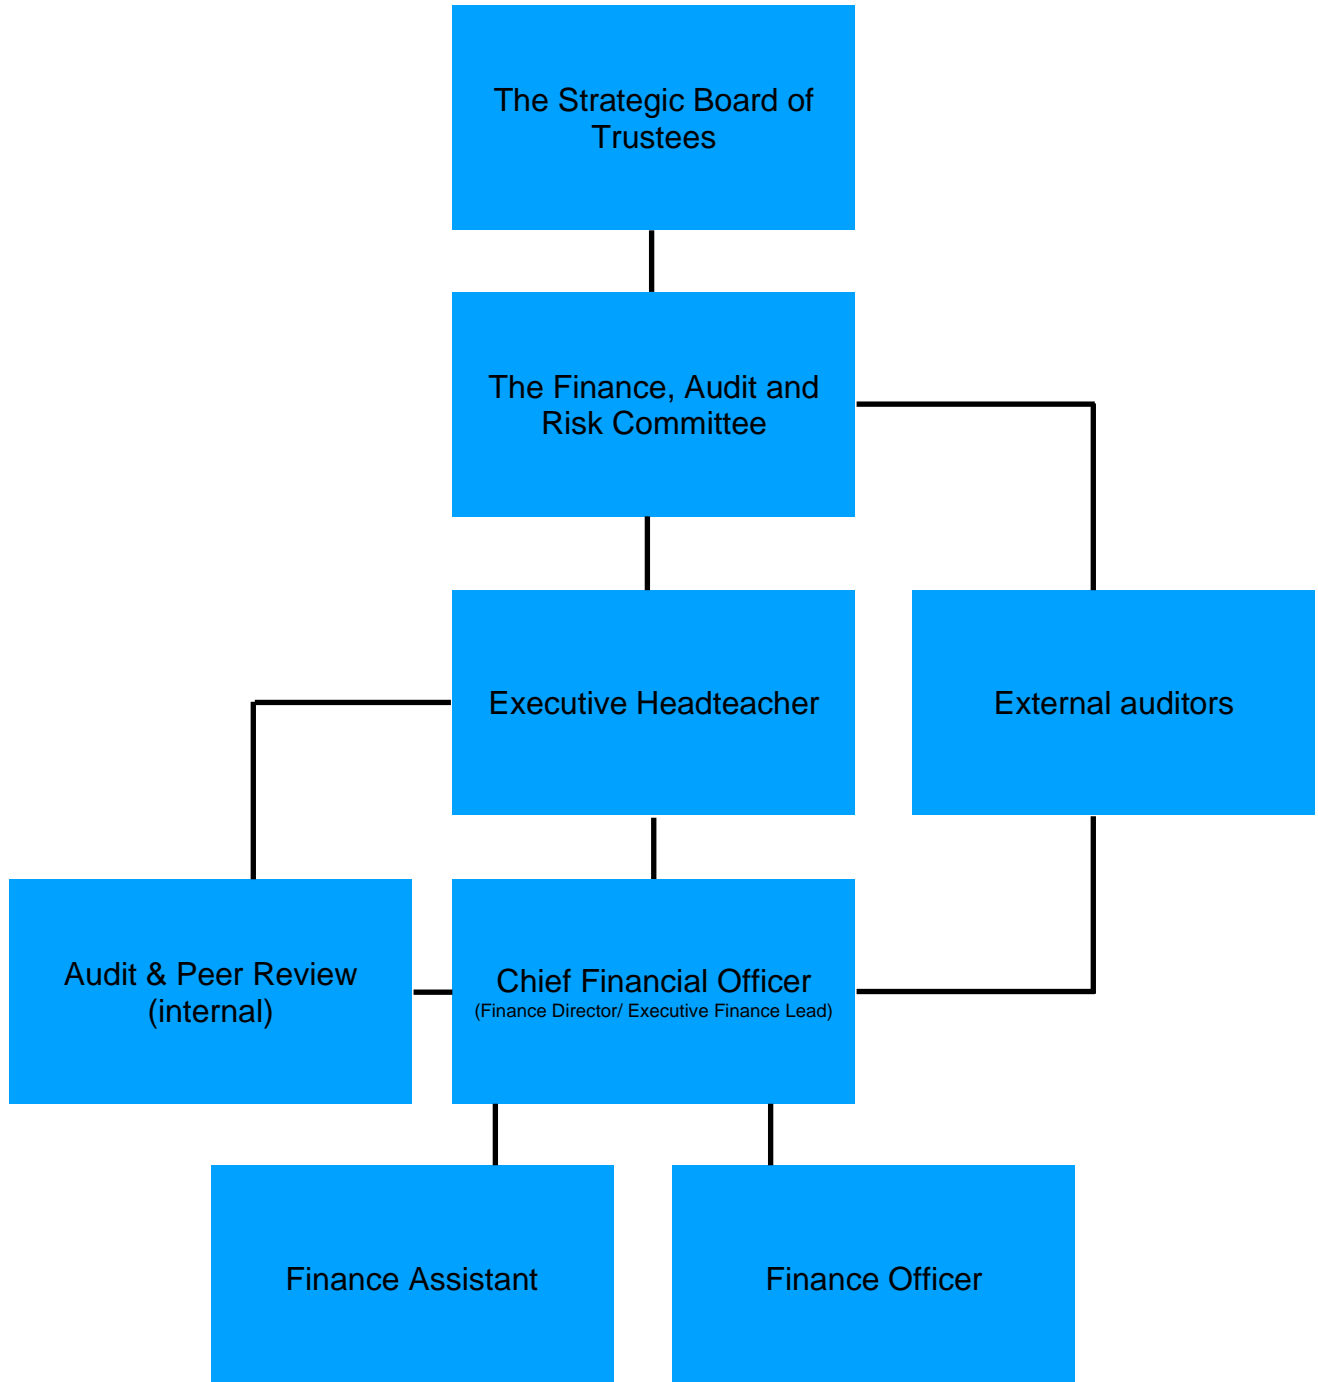 The Strategic Board of
Trustees
The Finance, Audit and
Risk Committee
Executive Headteacher
External auditors
Audit & Peer Review
(internal)
Chief Financial Officer
(Finance Director/ Executive Finance Lead)
Finance Assistant
Finance Officer